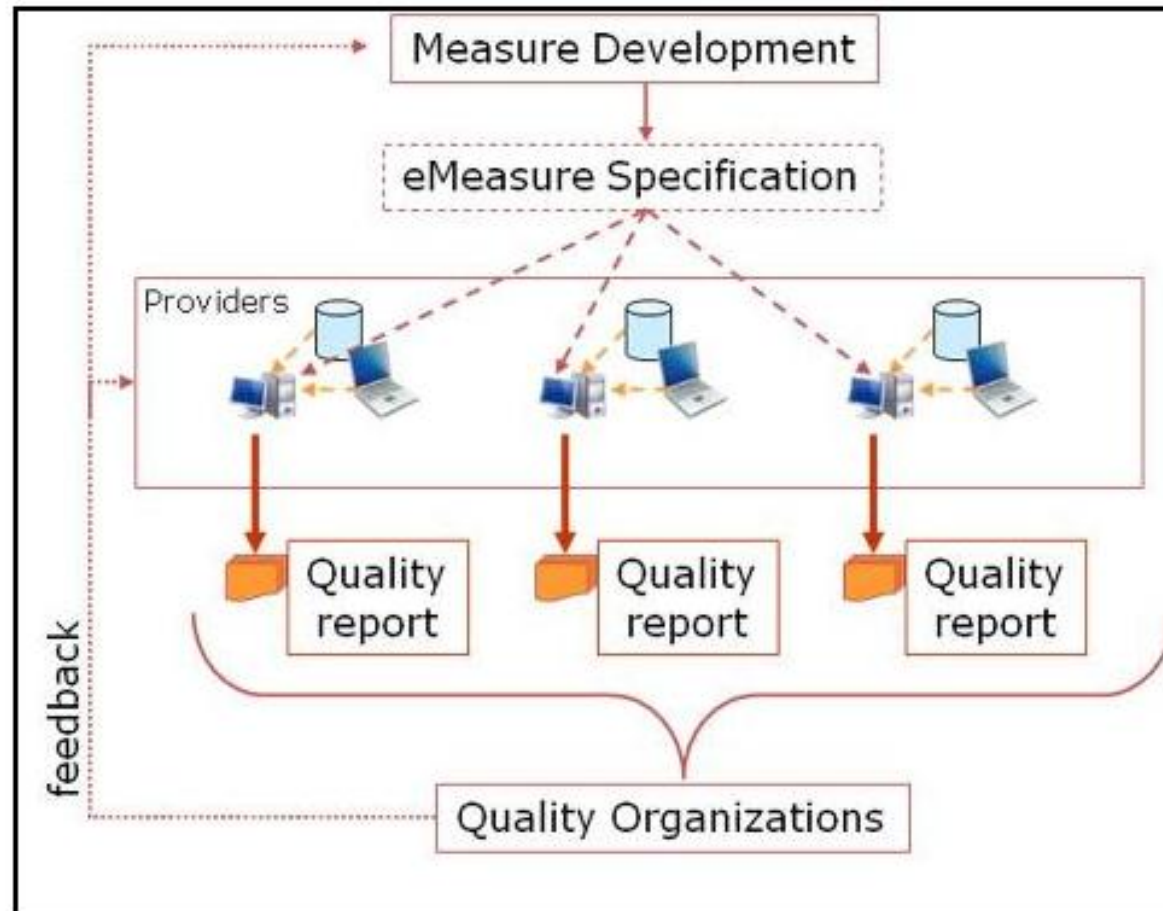 Measure Development
eMeasure Specification
Providers
Quality
report
Quality
report
Quality
report
feedback
Quality Organizations